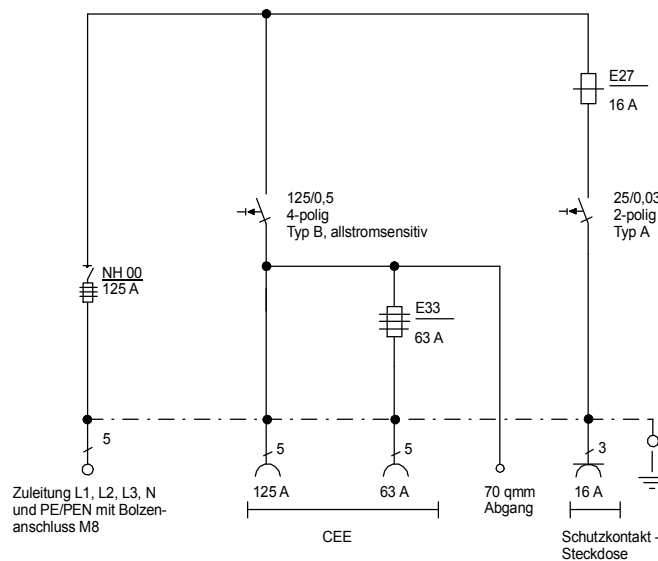 E27
16 A
125/0,5
4-polig
Typ B, allstromsensitiv
25/0,03
2-polig
Typ A
NH 00
125 A
E33
63 A
5
5
5
3
Zuleitung L1, L2, L3, N
und PE/PEN mit Bolzen-
anschluss M8
125 A
63 A
70 qmm
Abgang
16 A
CEE
Schutzkontakt -
Steckdose